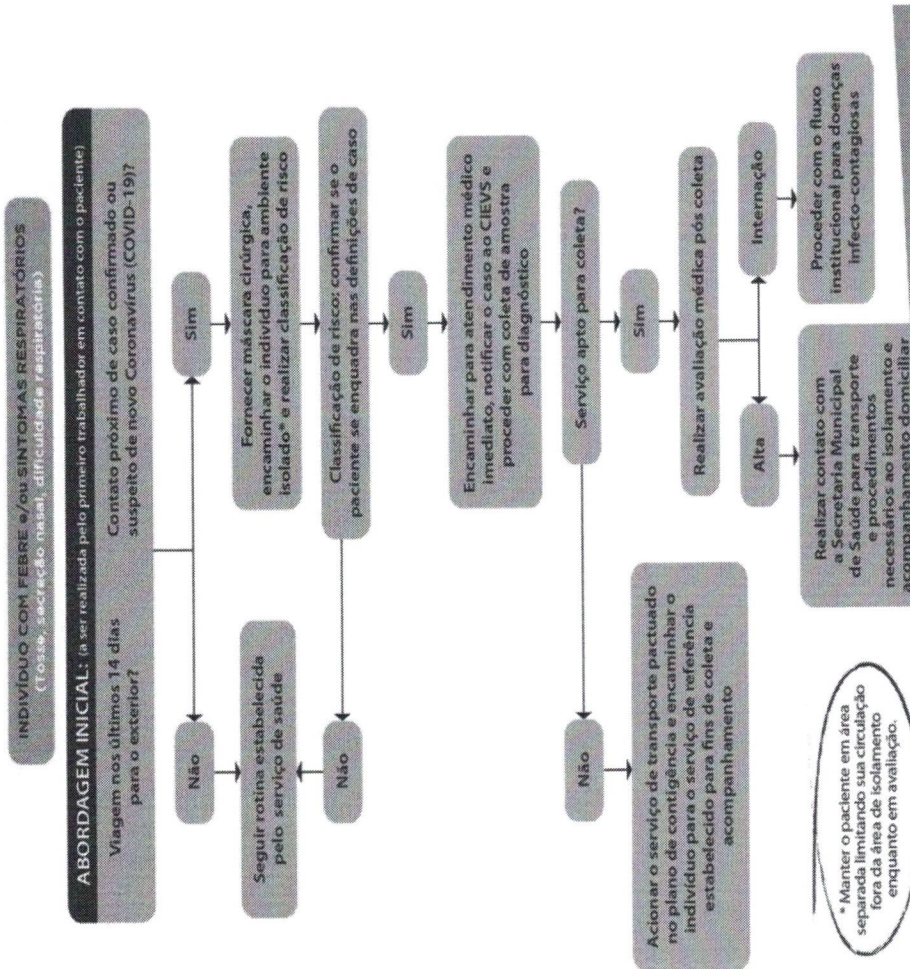 INDIVÍDUO COM FEBRE e/ou SINTOMAS RESPIRATÓRIOS
(Tosse, secreção nasal, dificuldade respiratória)
ABORDAGEM INICIAL: (a ser realizada pelo primeiro trabalhador em contato com o paciente)
Viagem nos últimos 14 dias
para o exterior?
Contato próximo de caso confirmado ou
suspeito de novo Coronavírus (COVID-19)?
Não
Sim
Seguir rotina estabelecida
pelo serviço de saúde
Fornecer máscara cirúrgica,
encaminhar o indivíduo para ambiente
isolado* e realizar classificação de risco
Não
Classificação de risco: confirmar se o
paciente se enquadra nas definições de caso
Sim
Encaminhar para atendimento médico
imediato, notificar o caso ao CIEVS e
proceder com coleta de amostra
para diagnóstico
Não
Serviço apto para coleta?
Sim
Acionar o serviço de transporte pactuado
no plano de contigência e encaminhar o
indivíduo para o serviço de referência
estabelecido para fins de coleta e
acompanhamento
Realizar avaliação médica pós coleta
Alta
Internação
Realizar contato com
a Secretaria Municipal
de Saúde para transporte
e procedimentos
necessários ao isolamento e
acompanhamento domiciliar
Proceder com o fluxo
institucional para doenças
infecto-contagiosas
* Manter o paciente em área
separada limitando sua circulação
fora da área de isolamento
enquanto em avaliação.